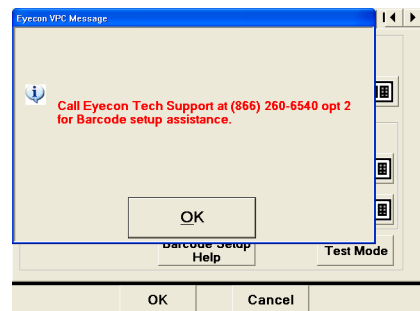 Eyecon VPC Message
Call Eyecon Tech Support at (866) 260-6540 opt 2
for Barcode setup assistance.
OK
Barcode Setup
Help
Test Mode
OK
Cancel